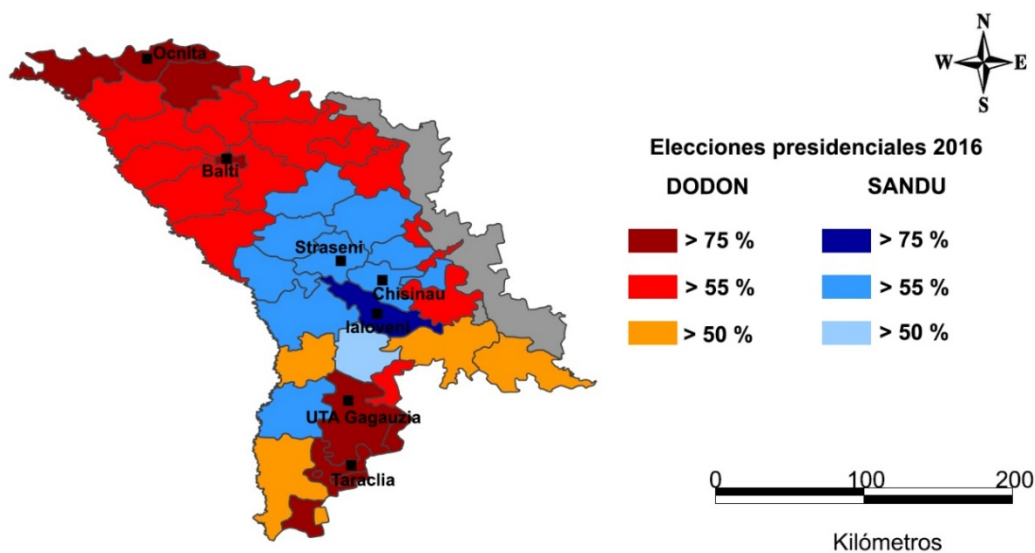 N
W E
S
Ocnita
Balti
Straseni
Chisinau
Ialoveni
UTA Gagauzia
Taraclia
Elecciones presidenciales 2016
DODON SANDU
> 75 % > 75 %
> 55 % > 55 %
> 50 % > 50 %
0 100 200
Kilómetros